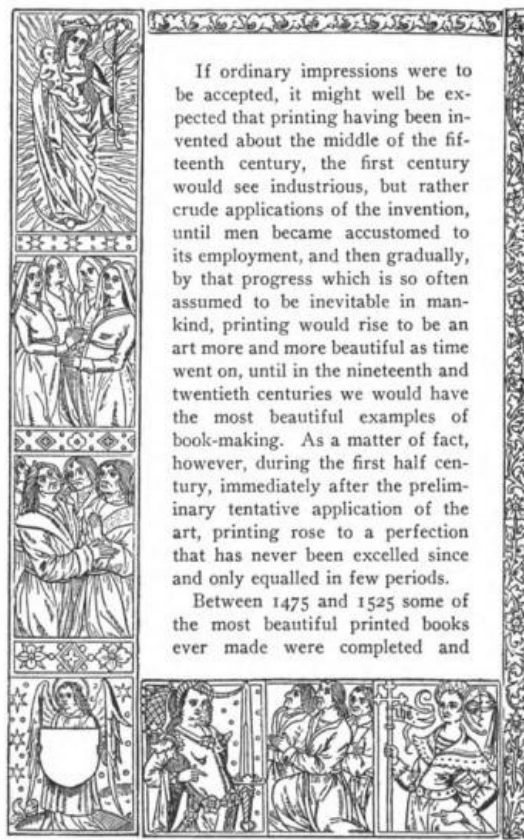 If ordinary impressions were to
be accepted, it might well be ex-
pected that printing having been in-
vented about the middle of the fif-
teenth century, the first century
would see industrious, but rather
crude applications of the invention,
until men became accustomed to
its employment, and then gradually,
by that progress which is so often
assumed to be inevitable in man-
kind, printing would rise to be an
art more and more beautiful as time
went on, until in the nineteenth and
twentieth centuries we would have
the most beautiful examples of
book-making. As a matter of fact,
however, during the first half cen-
tury, immediately after the prelim-
inary tentative application of the
art, printing rose to a perfection
that has never been excelled since
and only equalled in few periods.
Between 1475 and 1525 some of
the most beautiful printed books
ever made were completed and